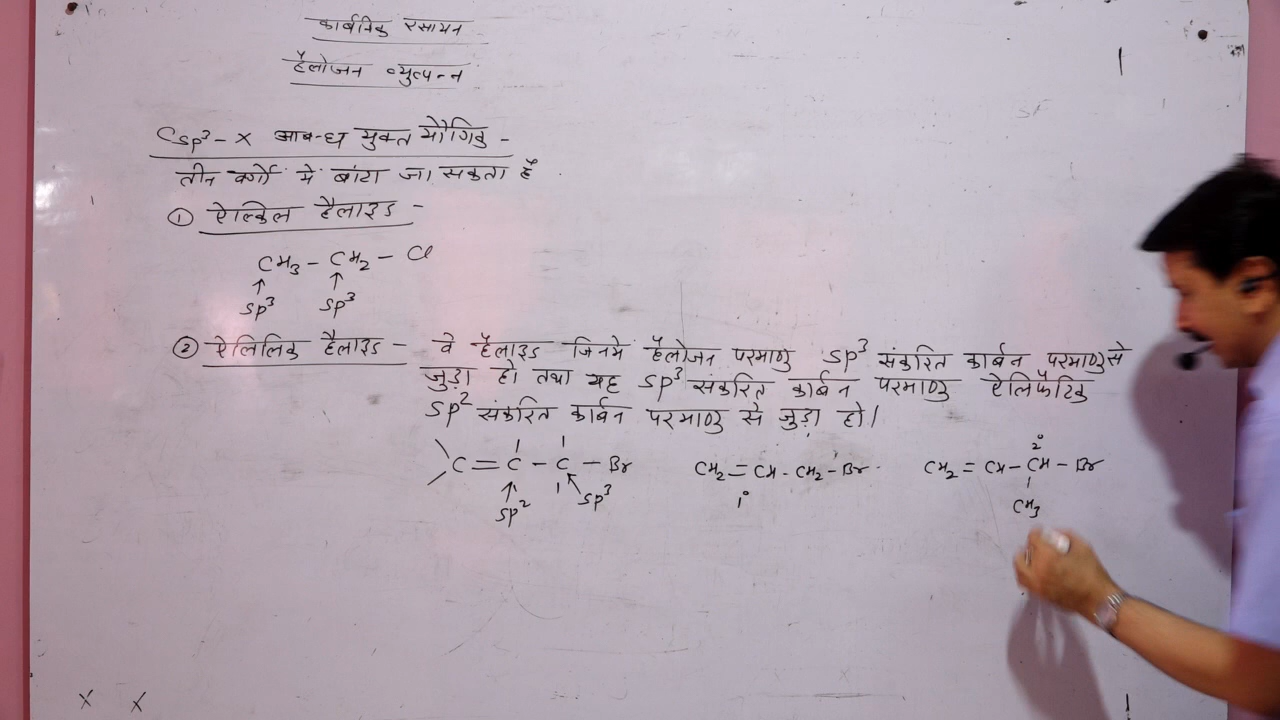 कार्बनिक रसायन
हैलोजन व्युत्पन्न
Csp³ - X आबन्ध युक्त यौगिक -
तीन वर्गो में बांटा जा सकता है
① ऐल्किल हैलाइड -
CH₃ - CH₂ - Cl
↑ ↑
sp³ sp³
② ऐलिलिक हैलाइड - वे हैलाइड जिनमे हैलोजन परमाणु sp³ संकरित कार्बन परमाणु से
जुड़ा हो तथा यह sp³ संकरित कार्बन परमाणु ऐलिफैटिक
sp² संकरित कार्बन परमाणु से जुड़ा हो।
C = C - C - Br CH₂ = CH - CH₂ - Br CH₂ = CH - CH - Br
sp² sp³ 1° 2° CH₃
X X